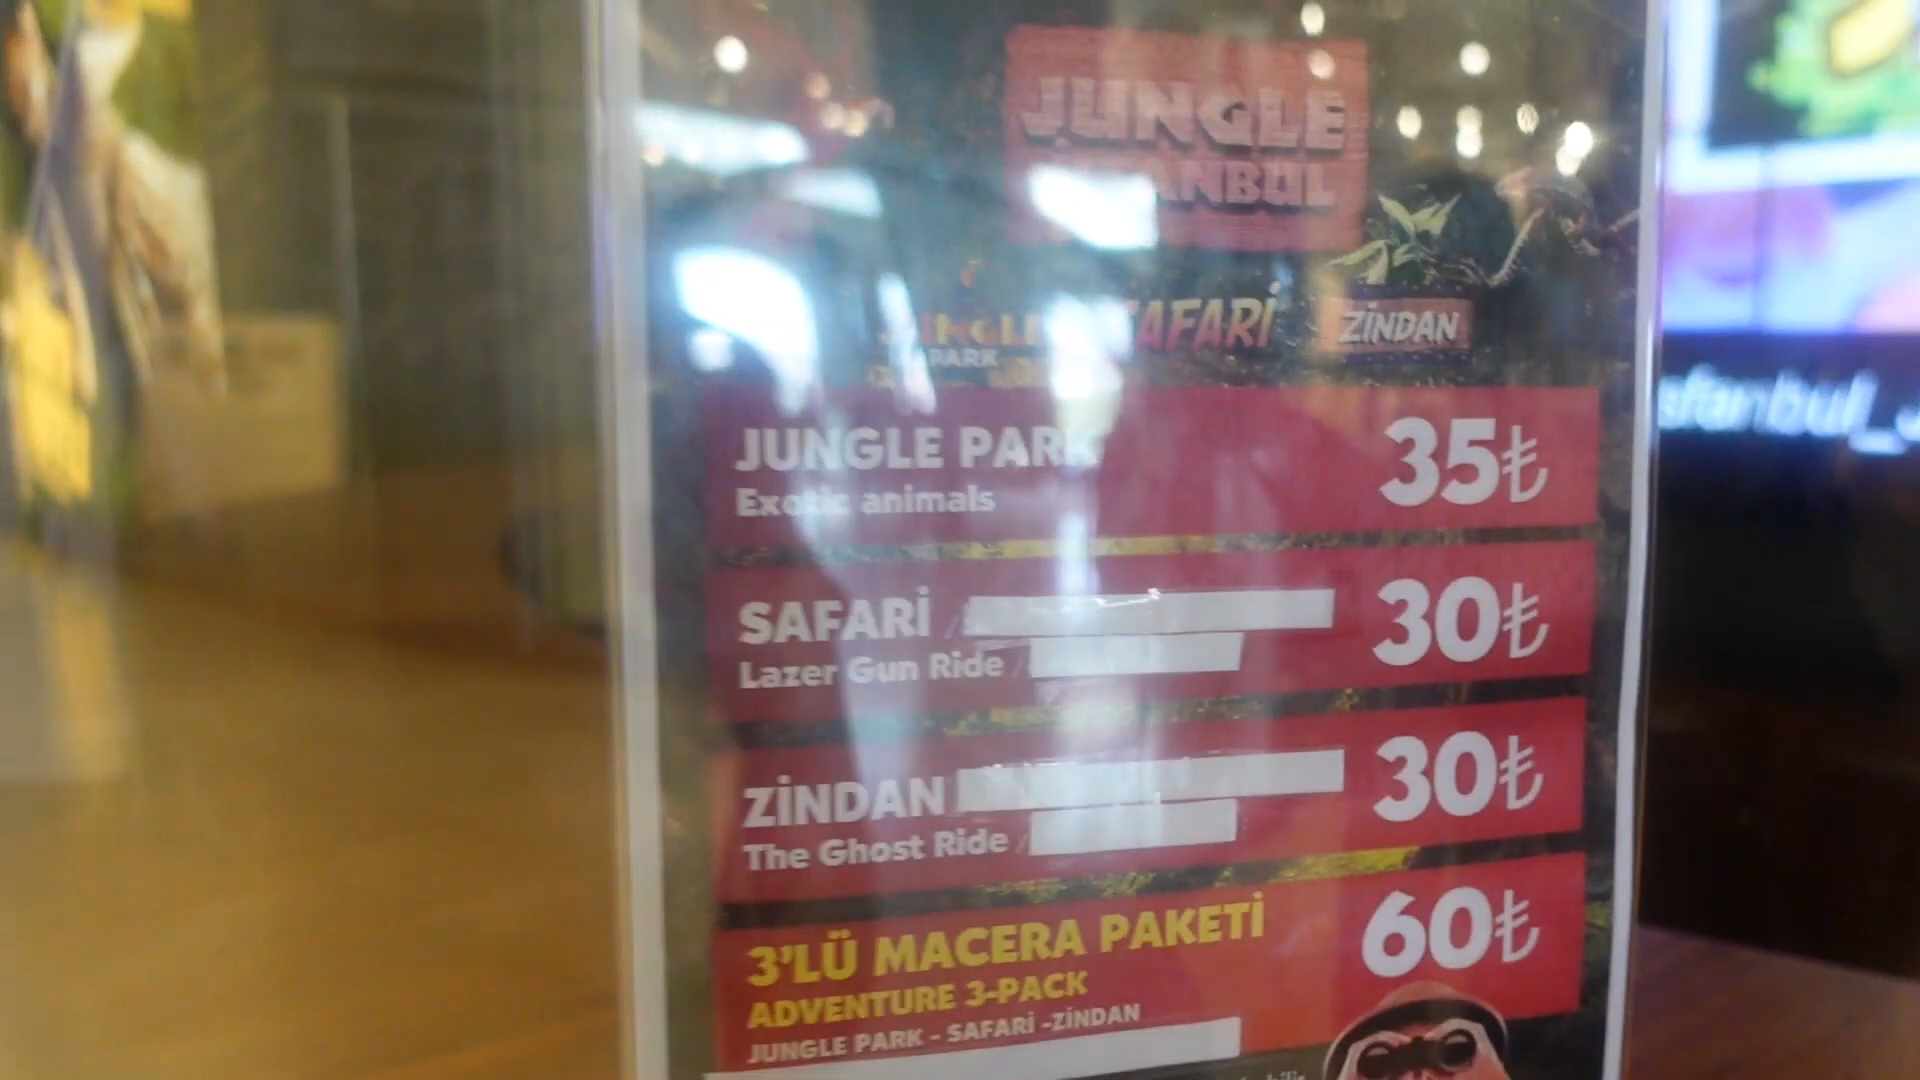 JUNGLE
PARK
SAFARİ
ZİNDAN
JUNGLE PARK
35₺
Exotic animals
SAFARİ /
30₺
Lazer Gun Ride /
ZİNDAN
30₺
The Ghost Ride /
3'LÜ MACERA PAKETİ
60₺
ADVENTURE 3-PACK
JUNGLE PARK - SAFARİ -ZİNDAN